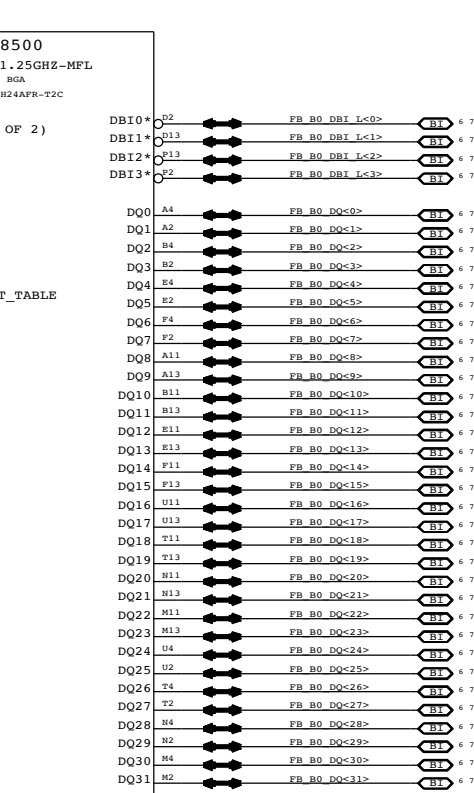 8500
1.25GHZ-MFL
BGA
H24AFR-T2C
OF 2)
T_TABLE
DBI0* D2 FB_B0_DBI_L<0> BI 6 7
DBI1* D13 FB_B0_DBI_L<1> BI 6 7
DBI2* P13 FB_B0_DBI_L<2> BI 6 7
DBI3* P2 FB_B0_DBI_L<3> BI 6 7
DQ0 A4 FB_B0_DQ<0> BI 6 7
DQ1 A2 FB_B0_DQ<1> BI 6 7
DQ2 B4 FB_B0_DQ<2> BI 6 7
DQ3 B2 FB_B0_DQ<3> BI 6 7
DQ4 E4 FB_B0_DQ<4> BI 6 7
DQ5 E2 FB_B0_DQ<5> BI 6 7
DQ6 F4 FB_B0_DQ<6> BI 6 7
DQ7 F2 FB_B0_DQ<7> BI 6 7
DQ8 A11 FB_B0_DQ<8> BI 6 7
DQ9 A13 FB_B0_DQ<9> BI 6 7
DQ10 B11 FB_B0_DQ<10> BI 6 7
DQ11 B13 FB_B0_DQ<11> BI 6 7
DQ12 E11 FB_B0_DQ<12> BI 6 7
DQ13 E13 FB_B0_DQ<13> BI 6 7
DQ14 F11 FB_B0_DQ<14> BI 6 7
DQ15 F13 FB_B0_DQ<15> BI 6 7
DQ16 U11 FB_B0_DQ<16> BI 6 7
DQ17 U13 FB_B0_DQ<17> BI 6 7
DQ18 T11 FB_B0_DQ<18> BI 6 7
DQ19 T13 FB_B0_DQ<19> BI 6 7
DQ20 N11 FB_B0_DQ<20> BI 6 7
DQ21 N13 FB_B0_DQ<21> BI 6 7
DQ22 M11 FB_B0_DQ<22> BI 6 7
DQ23 M13 FB_B0_DQ<23> BI 6 7
DQ24 U4 FB_B0_DQ<24> BI 6 7
DQ25 U2 FB_B0_DQ<25> BI 6 7
DQ26 T4 FB_B0_DQ<26> BI 6 7
DQ27 T2 FB_B0_DQ<27> BI 6 7
DQ28 N4 FB_B0_DQ<28> BI 6 7
DQ29 N2 FB_B0_DQ<29> BI 6 7
DQ30 M4 FB_B0_DQ<30> BI 6 7
DQ31 M2 FB_B0_DQ<31> BI 6 7